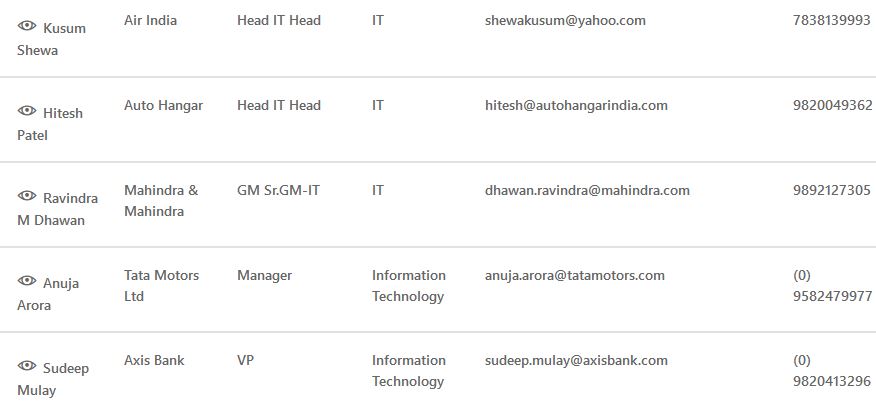 Kusum Air India Head IT Head IT shewakusum@yahoo.com 7838139993
Shewa
Hitesh Auto Hangar Head IT Head IT hitesh@autohangarindia.com 9820049362
Patel
Ravindra Mahindra & GM Sr.GM-IT IT dhawan.ravindra@mahindra.com 9892127305
M Dhawan Mahindra
Anuja Tata Motors Manager Information anuja.arora@tatamotors.com (0)
Arora Ltd Technology 9582479977
Sudeep Axis Bank VP Information sudeep.mulay@axisbank.com (0)
Mulay Technology 9820413296